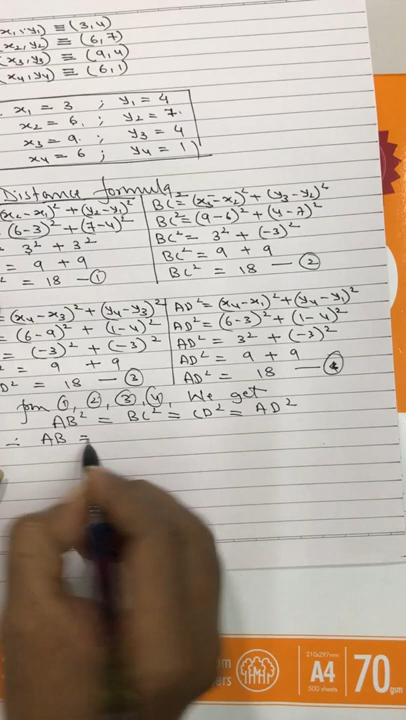 x₁, y₁) ≡ (3,4)
x₂, y₂) ≡ (6,7)
(x₃, y₃) ≡ (9,4)
(x₄, y₄) ≡ (6,1)
x₁ = 3 ; y₁ = 4
x₂ = 6. ; y₂ = 7.
x₃ = 9. ; y₃ = 4
x₄ = 6 ; y₄ = 1
Distance formula
(x₂-x₁)² + (y₂-y₁)²
(6-3)² + (7-4)²
= 3² + 3²
= 9 + 9
² = 18 — ①
BC² = (x₃-x₂)² + (y₃-y₂)²
BC² = (9-6)² + (4-7)²
BC² = 3² + (-3)²
BC² = 9 + 9
BC² = 18 — ②
= (x₄-x₃)² + (y₄-y₃)²
= (6-9)² + (1-4)²
= (-3)² + (-3)²
² = 9 + 9
D² = 18 — ③
AD² = (x₄-x₁)² + (y₄-y₁)²
AD² = (6-3)² + (1-4)²
AD² = 3² + (-3)²
AD² = 9 + 9
AD² = 18 — ④
from ①, ②, ③, ④, We get
AB² = BC² = CD² = AD²
∴ AB =
210x297mm
A4
500 sheets
70 gsm